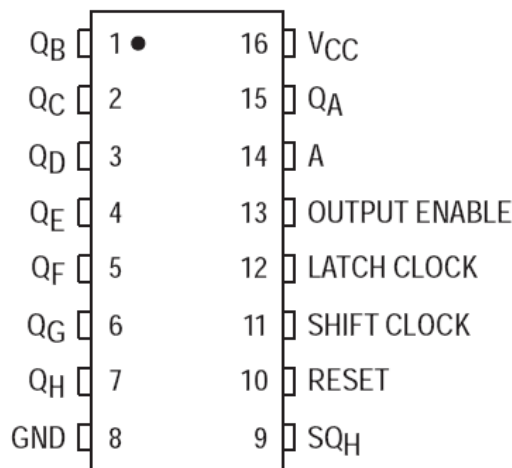 QB 1 16 VCC
QC 2 15 QA
QD 3 14 A
QE 4 13 OUTPUT ENABLE
QF 5 12 LATCH CLOCK
QG 6 11 SHIFT CLOCK
QH 7 10 RESET
GND 8 9 SQH